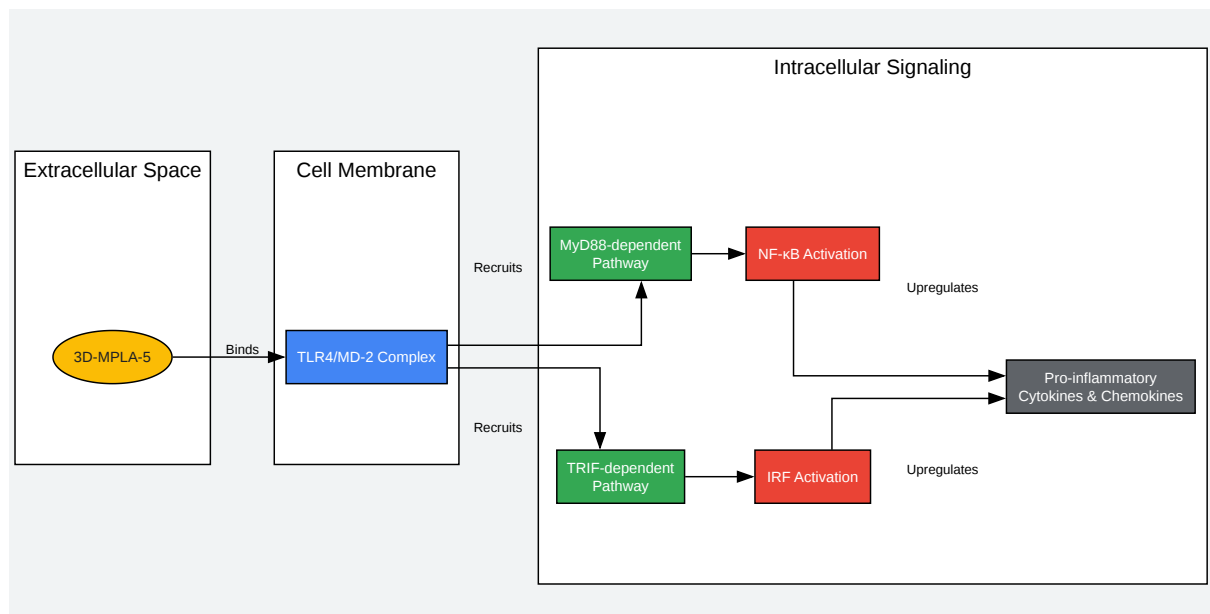 Intracellular Signaling
Extracellular Space
Cell Membrane
3D-MPLA-5
Binds
TLR4/MD-2 Complex
Recruits
Recruits
MyD88-dependent
Pathway
NF-κB Activation
Upregulates
TRIF-dependent
Pathway
IRF Activation
Upregulates
Pro-inflammatory
Cytokines & Chemokines